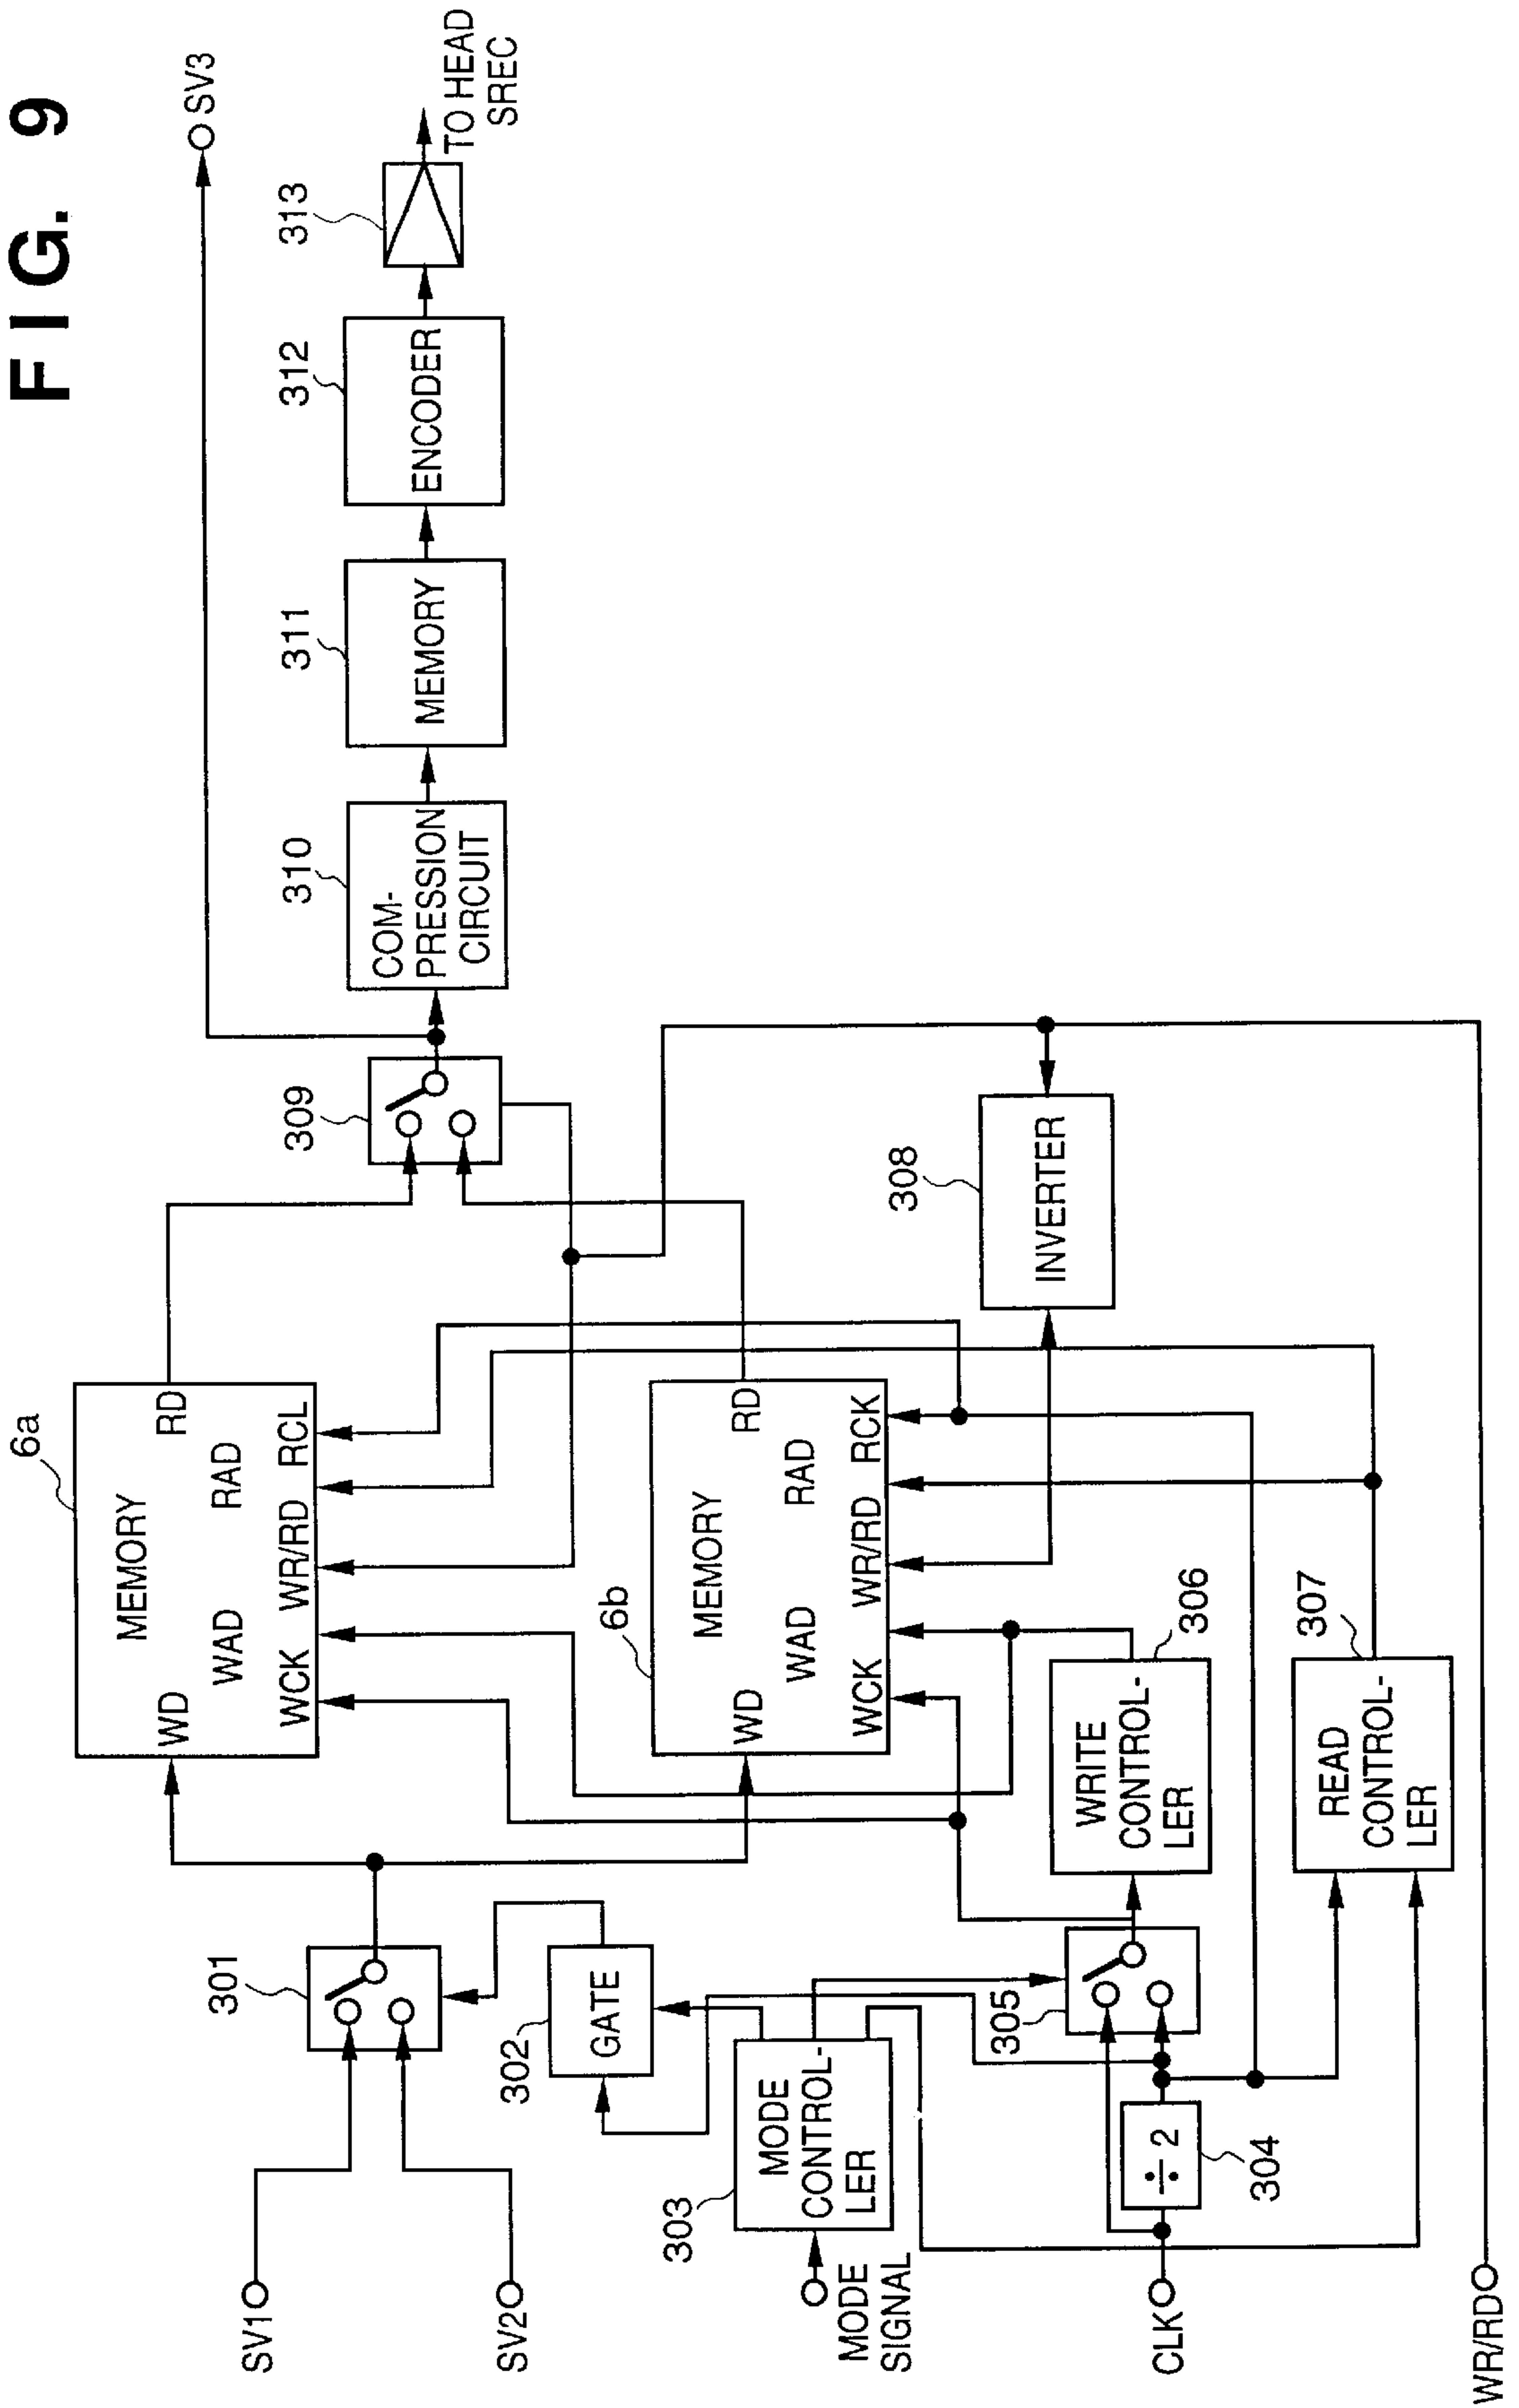 FIG. 9
SV1
SV2
301
302
GATE
303
MODE
CONTROL-
LER
MODE
SIGNAL
CLK
÷ 2
304
305
WR/RD
6a
MEMORY
WD
RD
WAD
RAD
WCK
WR/RD
RCL
6b
MEMORY
WD
RD
WAD
RAD
WCK
WR/RD
RCK
WRITE
CONTROL-
LER
306
READ
CONTROL-
LER
307
308
INVERTER
309
310
COM-
PRESSION
CIRCUIT
311
MEMORY
312
ENCODER
313
SV3
TO HEAD
SREC